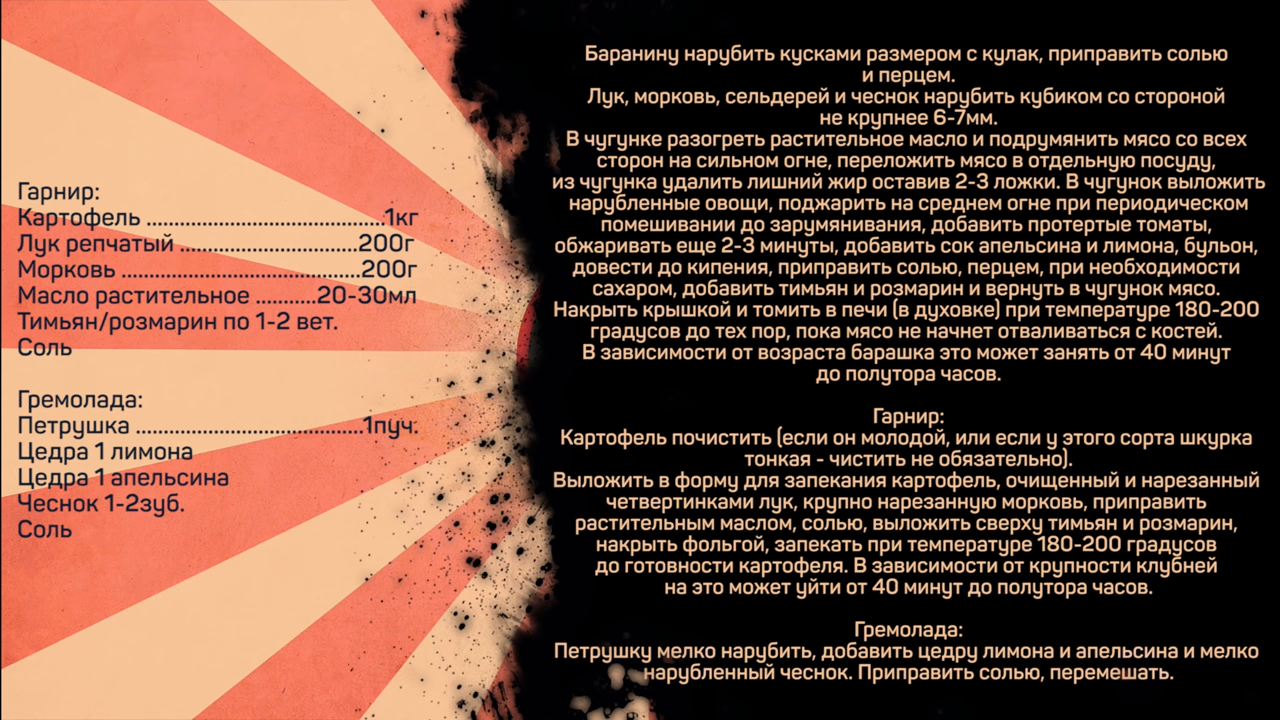 Гарнир:
Картофель ..................................1кг
Лук репчатый .........................200г
Морковь ..................................200г
Масло растительное ..........20-30мл
Тимьян/розмарин по 1-2 вет.
Соль
Гремолада:
Петрушка .................................1пуч.
Цедра 1 лимона
Цедра 1 апельсина
Чеснок 1-2зуб.
Соль
Баранину нарубить кусками размером с кулак, приправить солью
и перцем.
Лук, морковь, сельдерей и чеснок нарубить кубиком со стороной
не крупнее 6-7мм.
В чугунке разогреть растительное масло и подрумянить мясо со всех
сторон на сильном огне, переложить мясо в отдельную посуду,
из чугунка удалить лишний жир оставив 2-3 ложки. В чугунок выложить
нарубленные овощи, поджарить на среднем огне при периодическом
помешивании до зарумянивания, добавить протертые томаты,
обжаривать еще 2-3 минуты, добавить сок апельсина и лимона, бульон,
довести до кипения, приправить солью, перцем, при необходимости
сахаром, добавить тимьян и розмарин и вернуть в чугунок мясо.
Накрыть крышкой и томить в печи (в духовке) при температуре 180-200
градусов до тех пор, пока мясо не начнет отваливаться с костей.
В зависимости от возраста барашка это может занять от 40 минут
до полутора часов.
Гарнир:
Картофель почистить (если он молодой, или если у этого сорта шкурка
тонкая - чистить не обязательно).
Выложить в форму для запекания картофель, очищенный и нарезанный
четвертинками лук, крупно нарезанную морковь, приправить
растительным маслом, солью, выложить сверху тимьян и розмарин,
накрыть фольгой, запекать при температуре 180-200 градусов
до готовности картофеля. В зависимости от крупности клубней
на это может уйти от 40 минут до полутора часов.
Гремолада:
Петрушку мелко нарубить, добавить цедру лимона и апельсина и мелко
нарубленный чеснок. Приправить солью, перемешать.